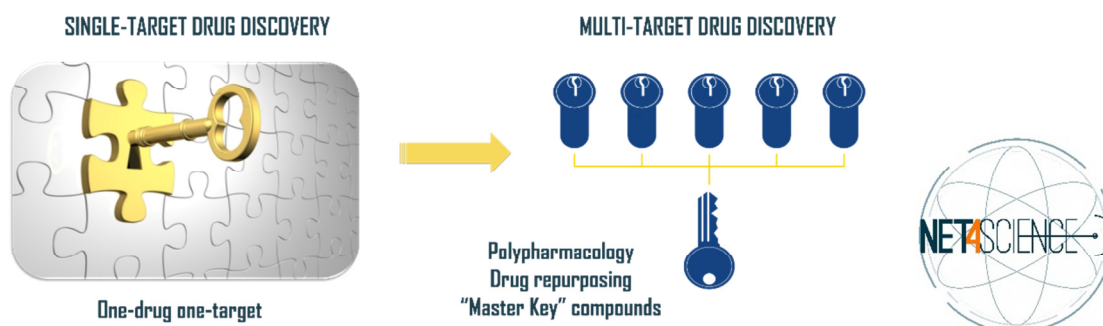 SINGLE-TARGET DRUG DISCOVERY
MULTI-TARGET DRUG DISCOVERY
NET4SCIENCE
Polypharmacology
Drug repurposing
“Master Key” compounds
One-drug one-target